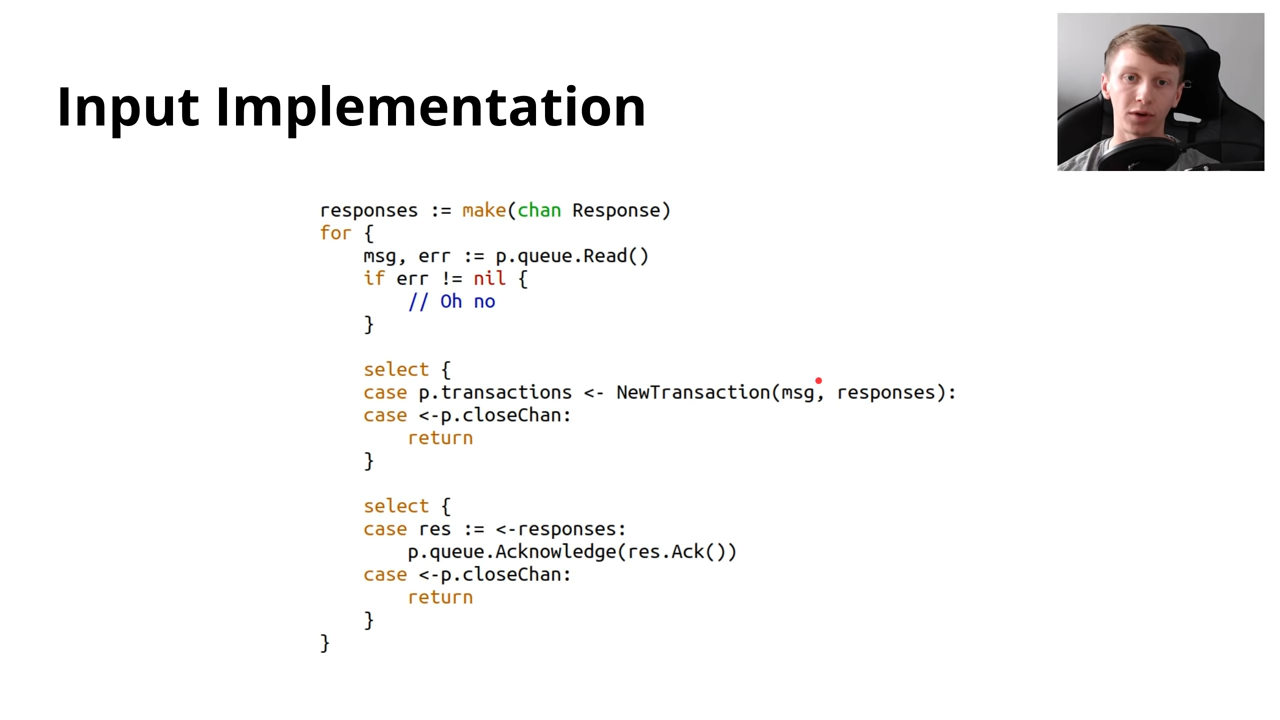 Input Implementation
responses := make(chan Response)
for {
    msg, err := p.queue.Read()
    if err != nil {
        // Oh no
    }

    select {
    case p.transactions <- NewTransaction(msg, responses):
    case <-p.closeChan:
        return
    }

    select {
    case res := <-responses:
        p.queue.Acknowledge(res.Ack())
    case <-p.closeChan:
        return
    }
}